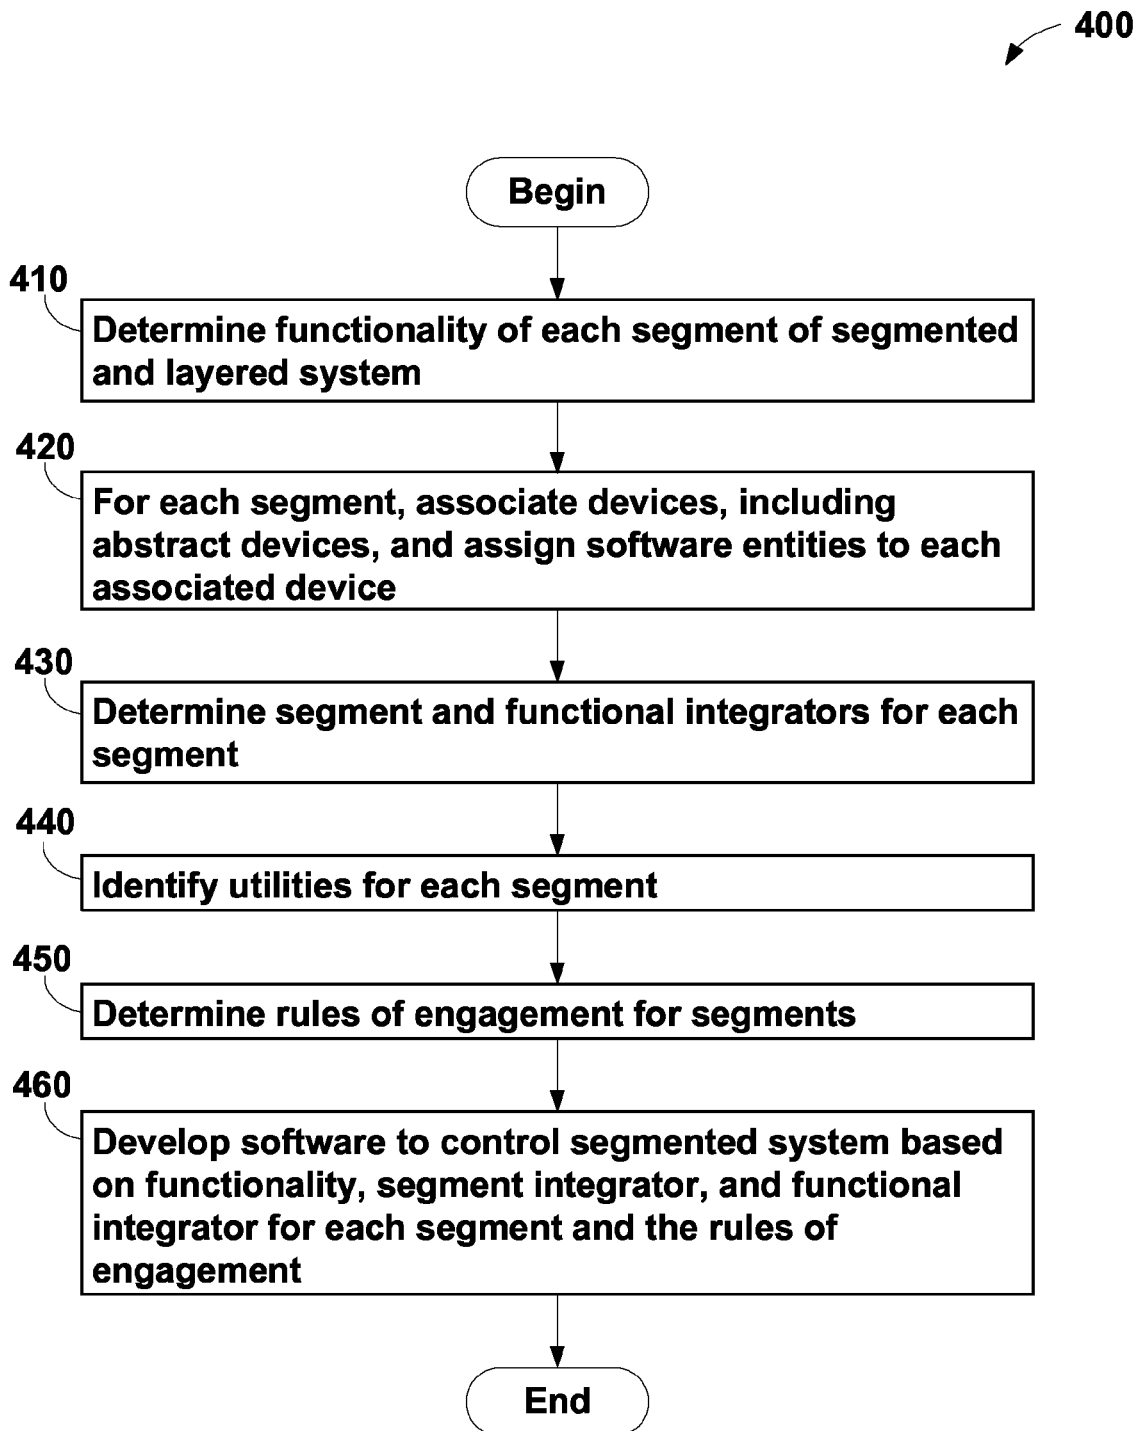 400
Begin
410
Determine functionality of each segment of segmented
and layered system
420
For each segment, associate devices, including
abstract devices, and assign software entities to each
associated device
430
Determine segment and functional integrators for each
segment
440
Identify utilities for each segment
450
Determine rules of engagement for segments
460
Develop software to control segmented system based
on functionality, segment integrator, and functional
integrator for each segment and the rules of
engagement
End